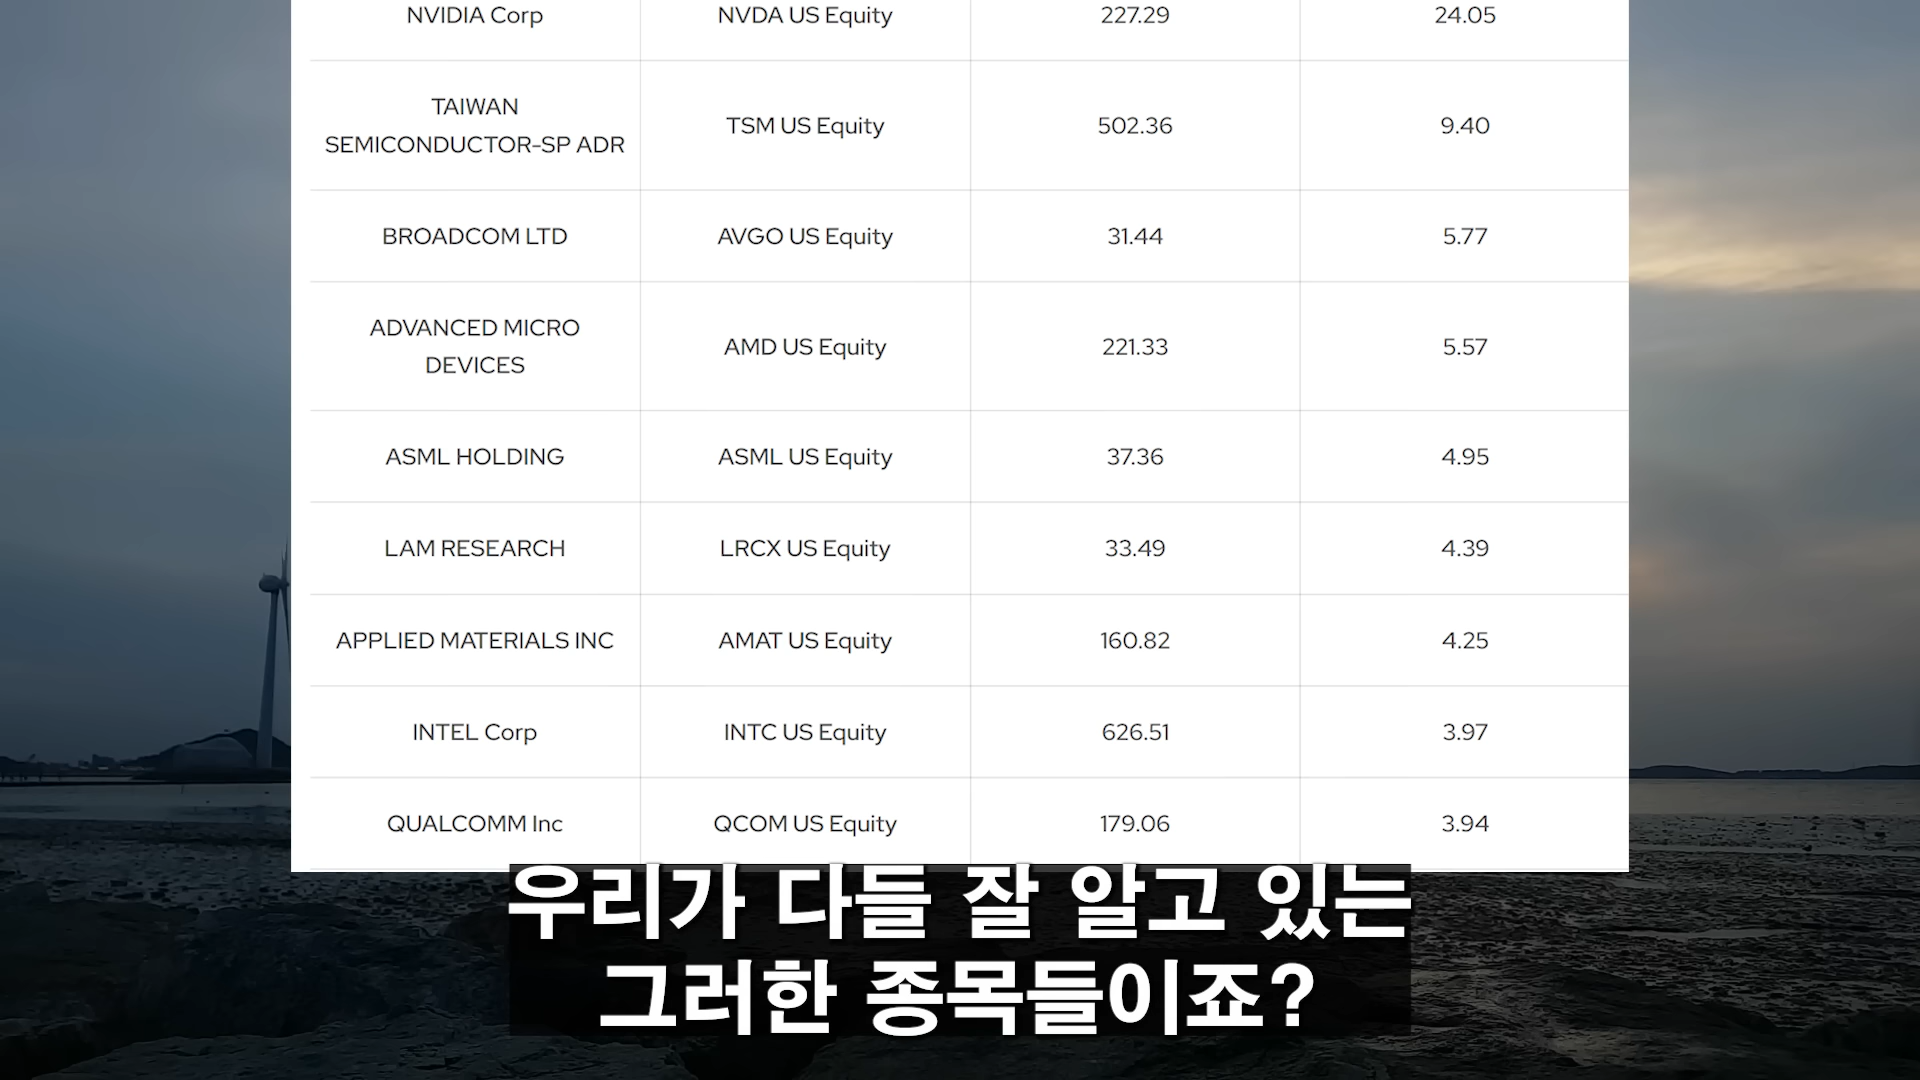 NVIDIA Corp NVDA US Equity 227.29 24.05
TAIWAN
SEMICONDUCTOR-SP ADR TSM US Equity 502.36 9.40
BROADCOM LTD AVGO US Equity 31.44 5.77
ADVANCED MICRO
DEVICES AMD US Equity 221.33 5.57
ASML HOLDING ASML US Equity 37.36 4.95
LAM RESEARCH LRCX US Equity 33.49 4.39
APPLIED MATERIALS INC AMAT US Equity 160.82 4.25
INTEL Corp INTC US Equity 626.51 3.97
QUALCOMM Inc QCOM US Equity 179.06 3.94
우리가 다들 잘 알고 있는
그러한 종목들이죠?